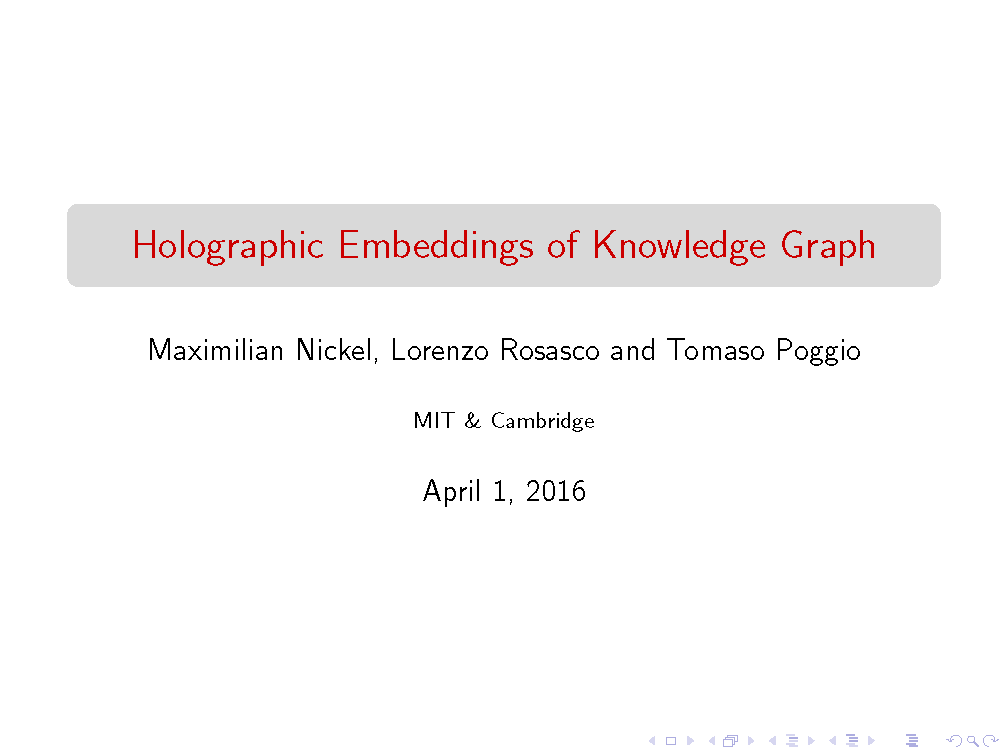 Holographic Embeddings of Knowledge Graph
Maximilian Nickel, Lorenzo Rosasco and Tomaso Poggio
MIT & Cambridge
April 1, 2016